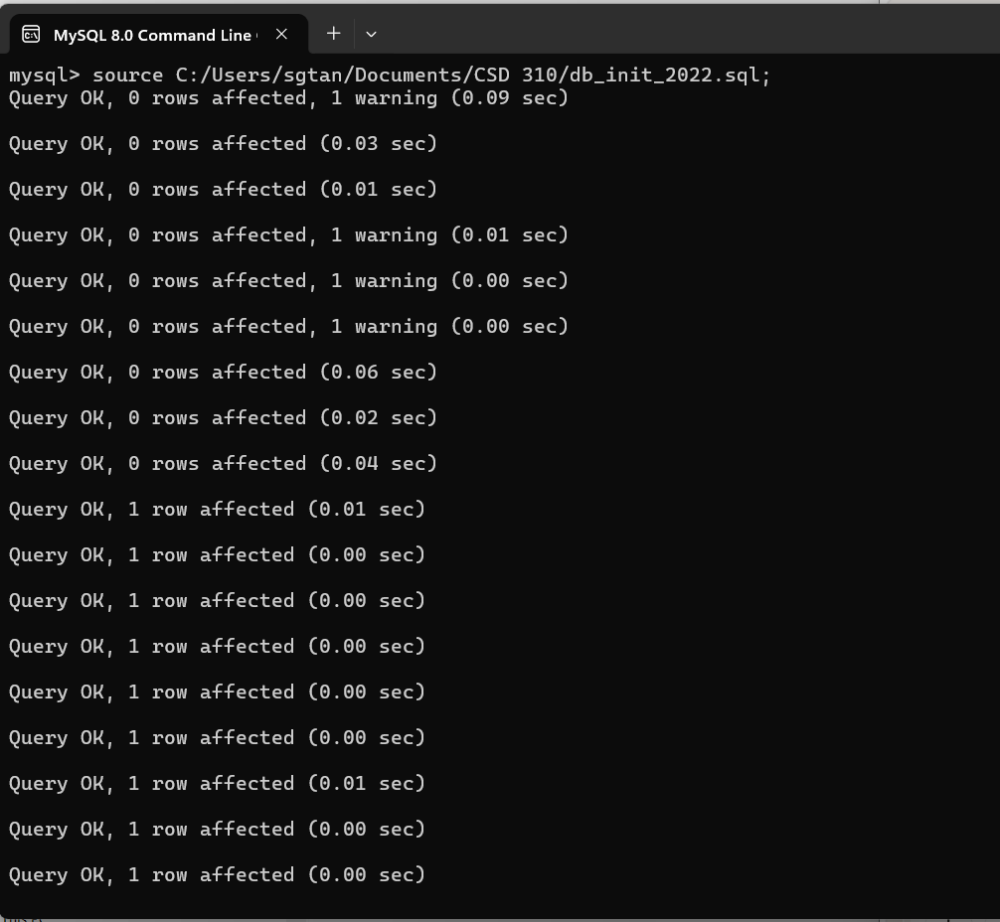 MySQL 8.0 Command Line
mysql> source C:/Users/sgtan/Documents/CSD 310/db_init_2022.sql;
Query OK, 0 rows affected, 1 warning (0.09 sec)
Query OK, 0 rows affected (0.03 sec)
Query OK, 0 rows affected (0.01 sec)
Query OK, 0 rows affected, 1 warning (0.01 sec)
Query OK, 0 rows affected, 1 warning (0.00 sec)
Query OK, 0 rows affected, 1 warning (0.00 sec)
Query OK, 0 rows affected (0.06 sec)
Query OK, 0 rows affected (0.02 sec)
Query OK, 0 rows affected (0.04 sec)
Query OK, 1 row affected (0.01 sec)
Query OK, 1 row affected (0.00 sec)
Query OK, 1 row affected (0.00 sec)
Query OK, 1 row affected (0.00 sec)
Query OK, 1 row affected (0.00 sec)
Query OK, 1 row affected (0.00 sec)
Query OK, 1 row affected (0.01 sec)
Query OK, 1 row affected (0.00 sec)
Query OK, 1 row affected (0.00 sec)